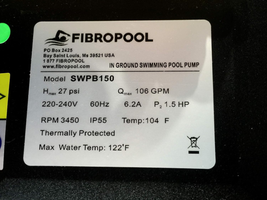 FIBROPOOL
PO Box 2425
Bay Saint Louis, Ms 39521 USA
1 877 FIBROPOOL
www.fibropool.com IN GROUND SWIMMING POOL PUMP
Model SWPB150
Hmax 27 psi Qmax 106 GPM
220-240V 60Hz 6.2A P2 1.5 HP
RPM 3450 IP55 Temp:104 F
Thermally Protected
Max Water Temp: 122°F